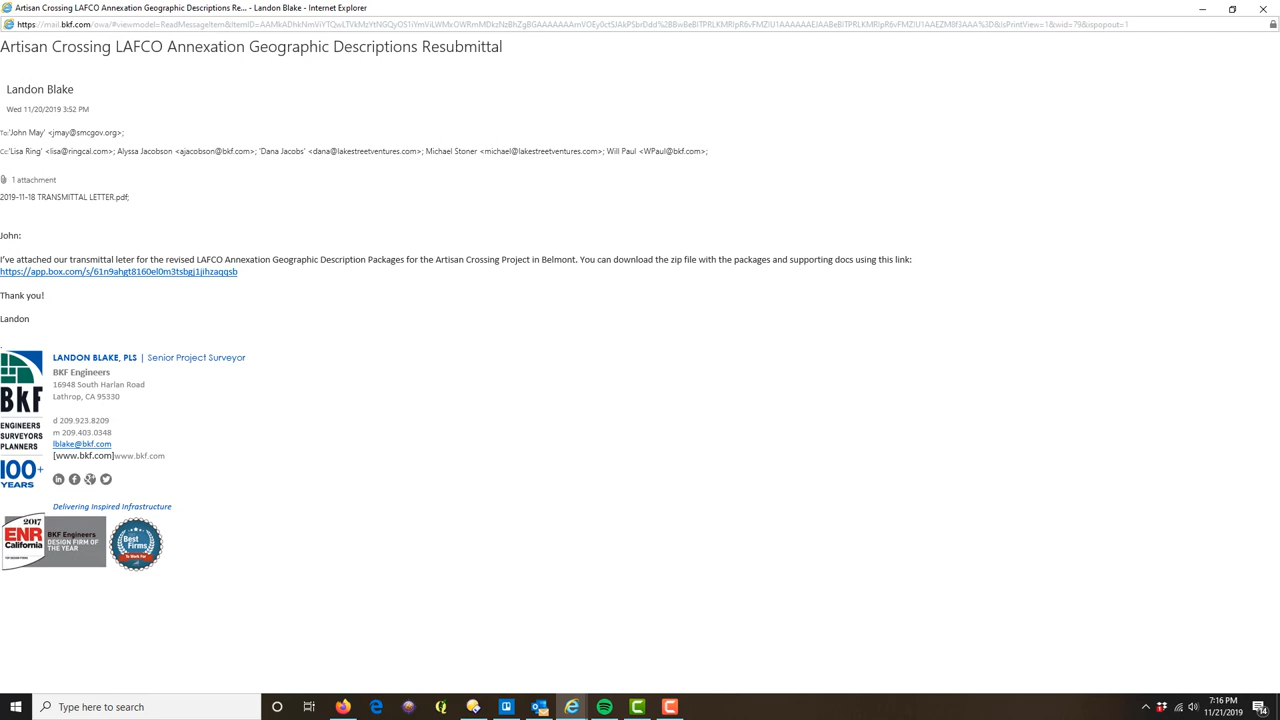 Artisan Crossing LAFCO Annexation Geographic Descriptions Re... - Landon Blake - Internet Explorer
Artisan Crossing LAFCO Annexation Geographic Descriptions Resubmittal
Landon Blake
Wed 11/20/2019 3:52 PM
To:'John May' <jmay@smcgov.org>;
Cc:'Lisa Ring' <lisa@ringcal.com>; Alyssa Jacobson <ajacobson@bkf.com>; 'Dana Jacobs' <dana@lakestreetventures.com>; Michael Stoner <michael@lakestreetventures.com>; Will Paul <WPaul@bkf.com>;
1 attachment
2019-11-18 TRANSMITTAL LETTER.pdf;
John:
I've attached our transmittal leter for the revised LAFCO Annexation Geographic Description Packages for the Artisan Crossing Project in Belmont. You can download the zip file with the packages and supporting docs using this link:
https://app.box.com/s/61n9ahgt8160el0m3tsbgj1jihzaqqsb
Thank you!
Landon
LANDON BLAKE, PLS | Senior Project Surveyor
BKF Engineers
16948 South Harlan Road
Lathrop, CA 95330
BKF
d 209.923.8209
m 209.403.0348
lblake@bkf.com
[www.bkf.com]www.bkf.com
ENGINEERS
SURVEYORS
PLANNERS
100+
YEARS
Delivering Inspired Infrastructure
2017
ENR
California
BKF Engineers
DESIGN FIRM OF
THE YEAR
Best
Firms
To Work For
Type here to search
7:16 PM
11/21/2019
14